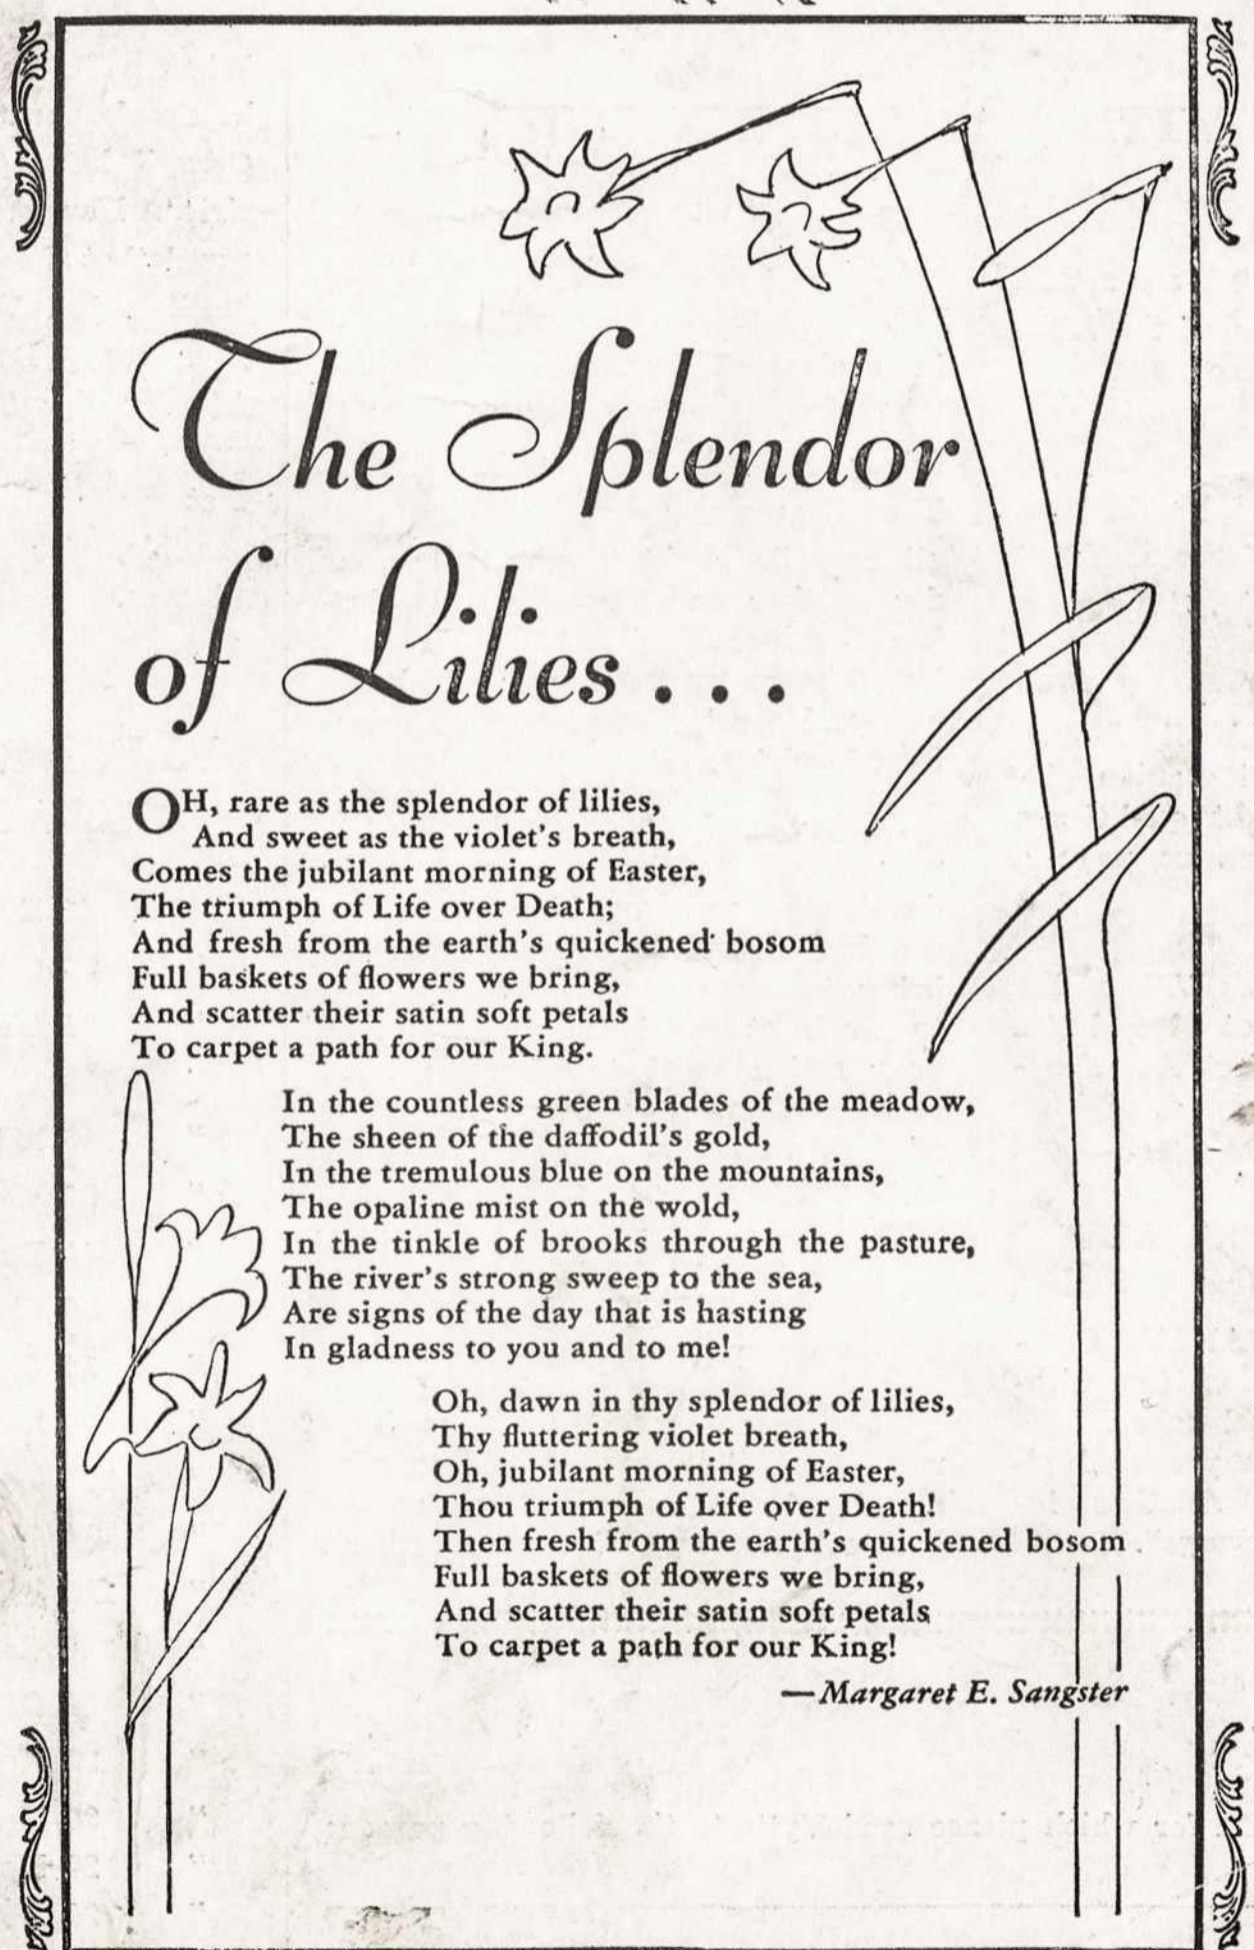 The Splendor
of Lilies...
OH, rare as the splendor of lilies,
And sweet as the violet's breath,
Comes the jubilant morning of Easter,
The triumph of Life over Death;
And fresh from the earth's quickened bosom
Full baskets of flowers we bring,
And scatter their satin soft petals
To carpet a path for our King.
In the countless green blades of the meadow,
The sheen of the daffodil's gold,
In the tremulous blue on the mountains,
The opaline mist on the wold,
In the tinkle of brooks through the pasture,
The river's strong sweep to the sea,
Are signs of the day that is hasting
In gladness to you and to me!
Oh, dawn in thy splendor of lilies,
Thy fluttering violet breath,
Oh, jubilant morning of Easter,
Thou triumph of Life over Death!
Then fresh from the earth's quickened bosom
Full baskets of flowers we bring,
And scatter their satin soft petals
To carpet a path for our King!
—Margaret E. Sangster